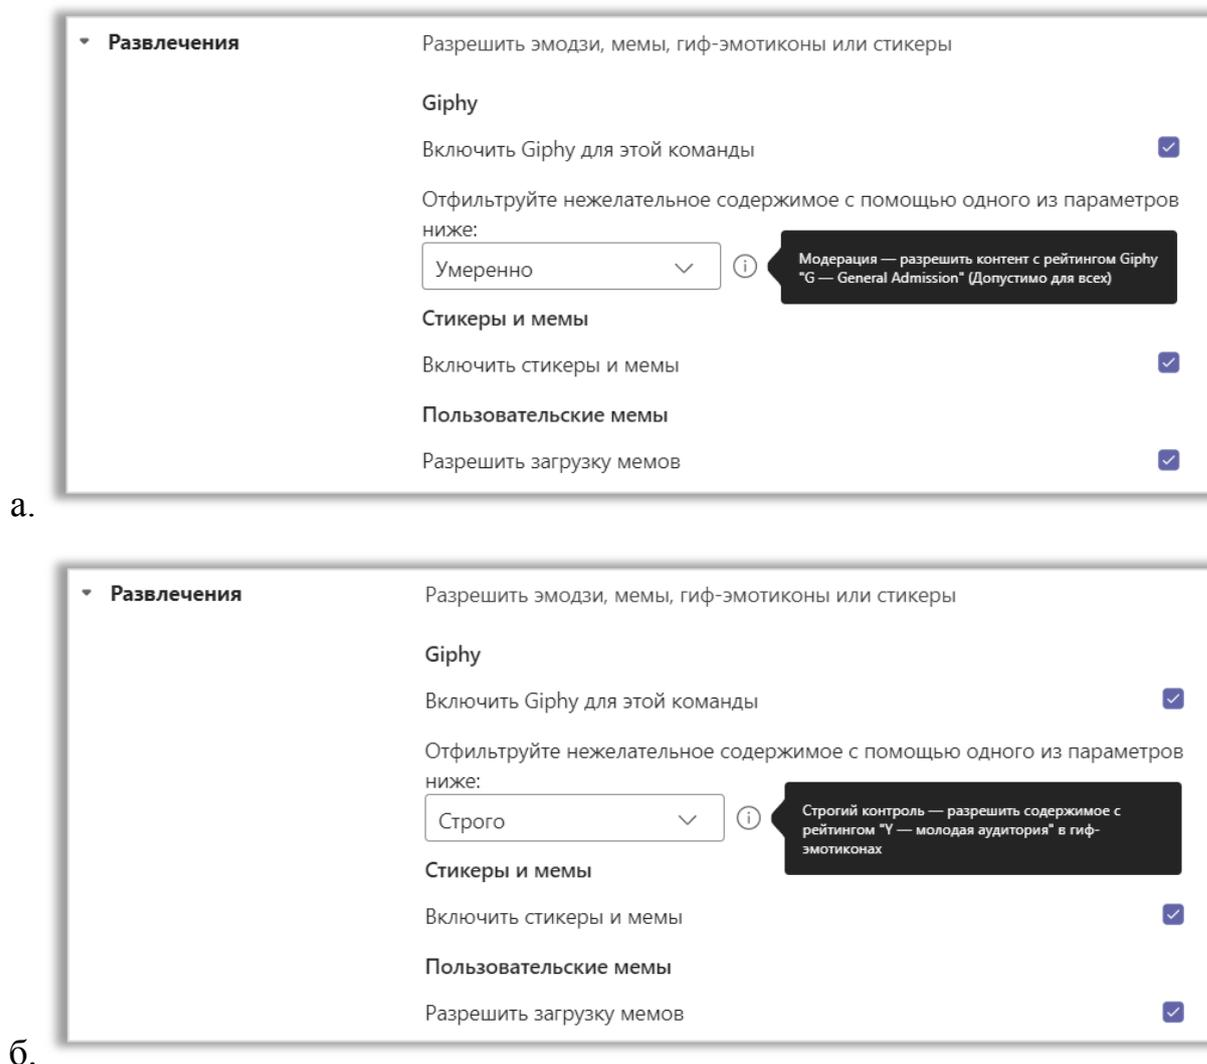 Развлечения Разрешить эмодзи, мемы, гиф-эмотиконы или стикеры
Giphy
Включить Giphy для этой команды
Отфильтруйте нежелательное содержимое с помощью одного из параметров
ниже:
Умеренно
Модерация — разрешить контент с рейтингом Giphy
"G — General Admission" (Допустимо для всех)
Стикеры и мемы
Включить стикеры и мемы
Пользовательские мемы
Разрешить загрузку мемов
а.
Развлечения Разрешить эмодзи, мемы, гиф-эмотиконы или стикеры
Giphy
Включить Giphy для этой команды
Отфильтруйте нежелательное содержимое с помощью одного из параметров
ниже:
Строго
Строгий контроль — разрешить содержимое с
рейтингом "Y — молодая аудитория" в гиф-
эмотиконах
Стикеры и мемы
Включить стикеры и мемы
Пользовательские мемы
Разрешить загрузку мемов
б.